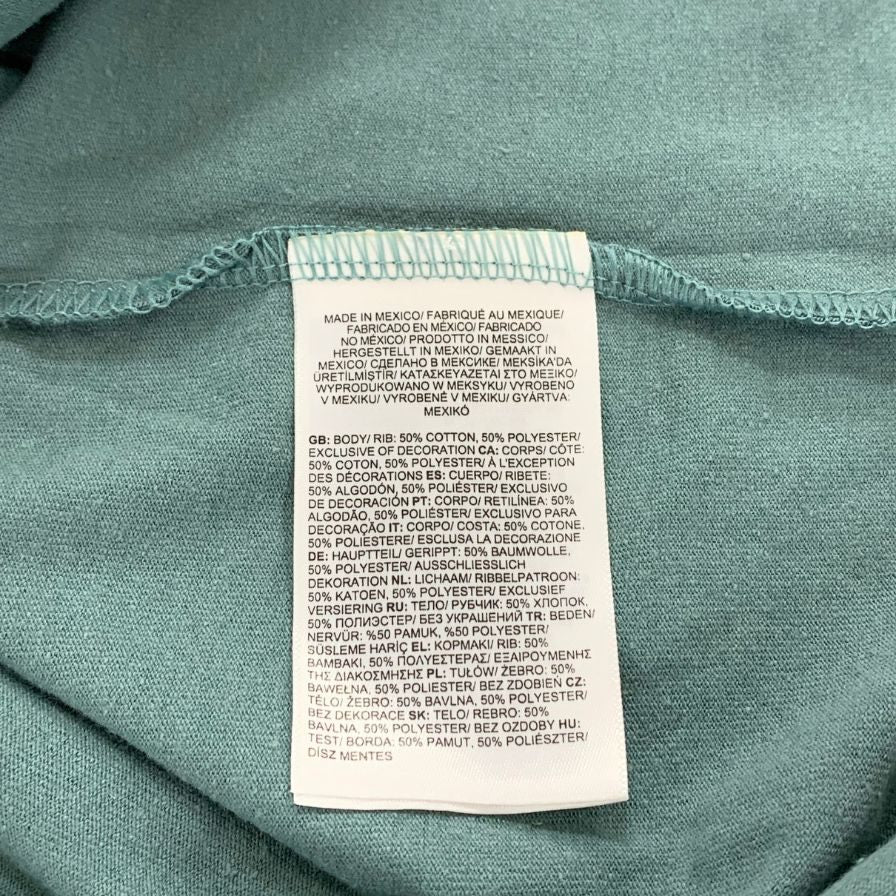 MADE IN MEXICO/ FABRIQUÉ AU MEXIQUE/
FABRICADO EN MÉXICO/ FABRICADO
NO MÉXICO/ PRODOTTO IN MESSICO/
HERGESTELLT IN MEXIKO/ GEMAAKT IN
MEXICO/ СДЕЛАНО В МЕКСИКЕ/ MEKSİKA'DA
ÜRETİLMİŞTİR/ ΚΑΤΑΣΚΕΥΑΖΕΤΑΙ ΣΤΟ ΜΕΞΙΚΟ/
WYPRODUKOWANO W MEKSYKU/ VYROBENO
V MEXIKU/ VYROBENÉ V MEXIKU/ GYÁRTVA:
MEXIKÓ
GB: BODY/ RIB: 50% COTTON, 50% POLYESTER/
EXCLUSIVE OF DECORATION CA: CORPS/ CÔTE:
50% COTON, 50% POLYESTER/ À L'EXCEPTION
DES DÉCORATIONS ES: CUERPO/ RIBETE:
50% ALGODÓN, 50% POLIÉSTER/ EXCLUSIVO
DE DECORACIÓN PT: CORPO/ RETILÍNEA: 50%
ALGODÃO, 50% POLIÉSTER/ EXCLUSIVO PARA
DECORAÇÃO IT: CORPO/ COSTA: 50% COTONE,
50% POLIESTERE/ ESCLUSA LA DECORAZIONE
DE: HAUPTTEIL/ GERIPPT: 50% BAUMWOLLE,
50% POLYESTER/ AUSSCHLIESSLICH
DEKORATION NL: LICHAAM/ RIBBELPATROON:
50% KATOEN, 50% POLYESTER/ EXCLUSIEF
VERSIERING RU: ТЕЛО/ РУБЧИК: 50% ХЛОПОК,
50% ПОЛИЭСТЕР/ БЕЗ УКРАШЕНИЙ TR: BEDEN/
NERVÜR: %50 PAMUK, %50 POLYESTER/
SÜSLEME HARİÇ EL: ΚΟΡΜΑΚΙ/ RIB: 50%
ΒΑΜΒΑΚΙ, 50% ΠΟΛΥΕΣΤΕΡΑΣ/ ΕΞΑΙΡΟΥΜΕΝΗΣ
ΤΗΣ ΔΙΑΚΟΣΜΗΣΗΣ PL: TUŁÓW/ ŻEBRO: 50%
BAWEŁNA, 50% POLIESTER/ BEZ ZDOBIEŃ CZ:
TĚLO/ ŽEBRO: 50% BAVLNA, 50% POLYESTER/
BEZ DEKORACE SK: TELO/ REBRO: 50%
BAVLNA, 50% POLYESTER/ BEZ OZDOBY HU:
TEST/ BORDA: 50% PAMUT, 50% POLIÉSZTER/
DÍSZ MENTES